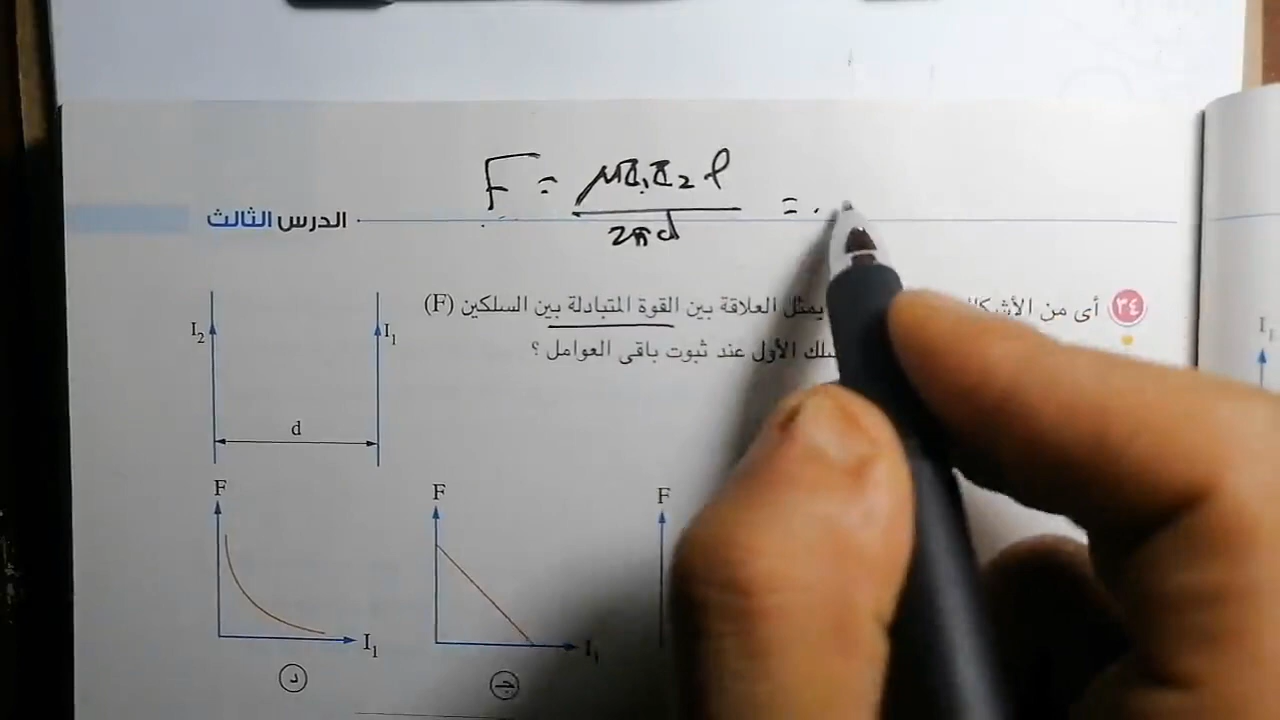 F = μI₁I₂ℓ / 2πd =
الدرس الثالث
٣٤ أى من الأشكال يمثل العلاقة بين القوة المتبادلة بين السلكين (F)
الأول عند ثبوت باقى العوامل ؟
I₂ I₁
d
F F F
I₁ I₁
د جـ
I₁